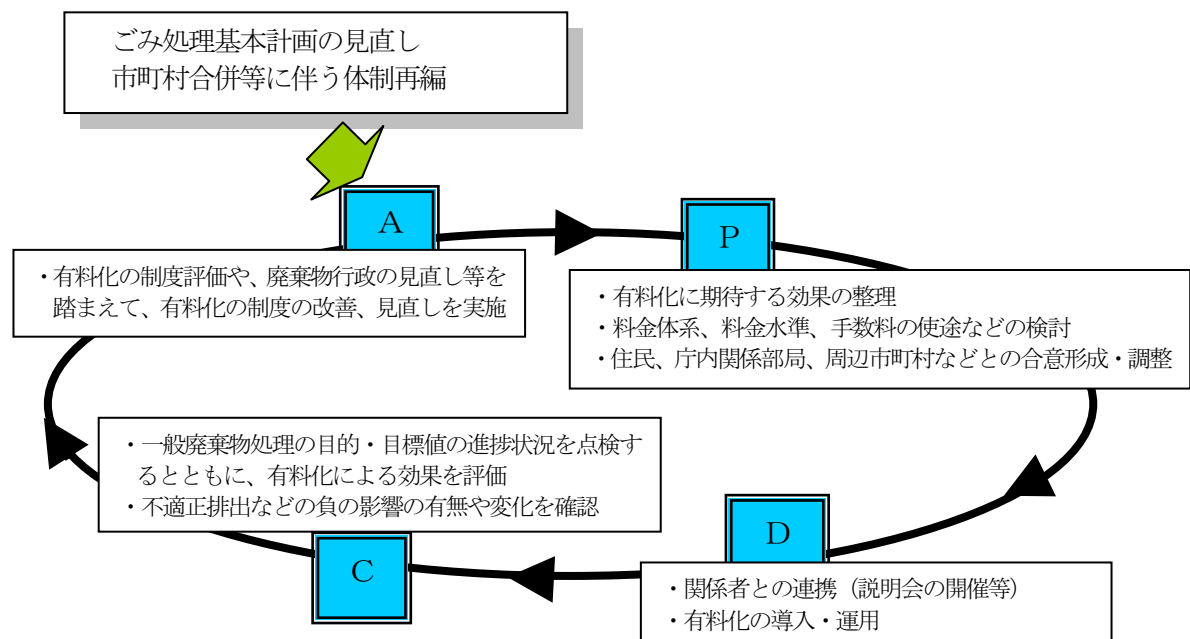 ごみ処理基本計画の見直し
市町村合併等に伴う体制再編
A
P
・有料化の制度評価や、廃棄物行政の見直し等を
踏まえて、有料化の制度の改善、見直しを実施
・有料化に期待する効果の整理
・料金体系、料金水準、手数料の使途などの検討
・住民、庁内関係部局、周辺市町村などとの合意形成・調整
・一般廃棄物処理の目的・目標値の進捗状況を点検す
るとともに、有料化による効果を評価
・不適正排出などの負の影響の有無や変化を確認
D
C
・関係者との連携（説明会の開催等）
・有料化の導入・運用